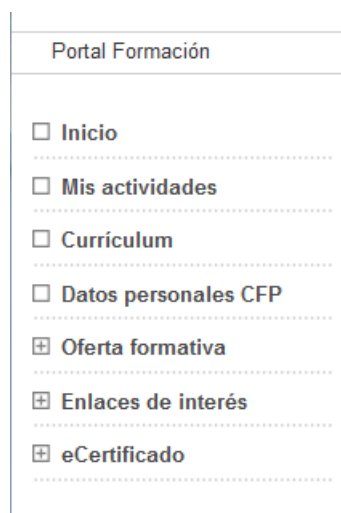 Portal Formación
Inicio
Mis actividades
Currículum
Datos personales CFP
Oferta formativa
Enlaces de interés
eCertificado